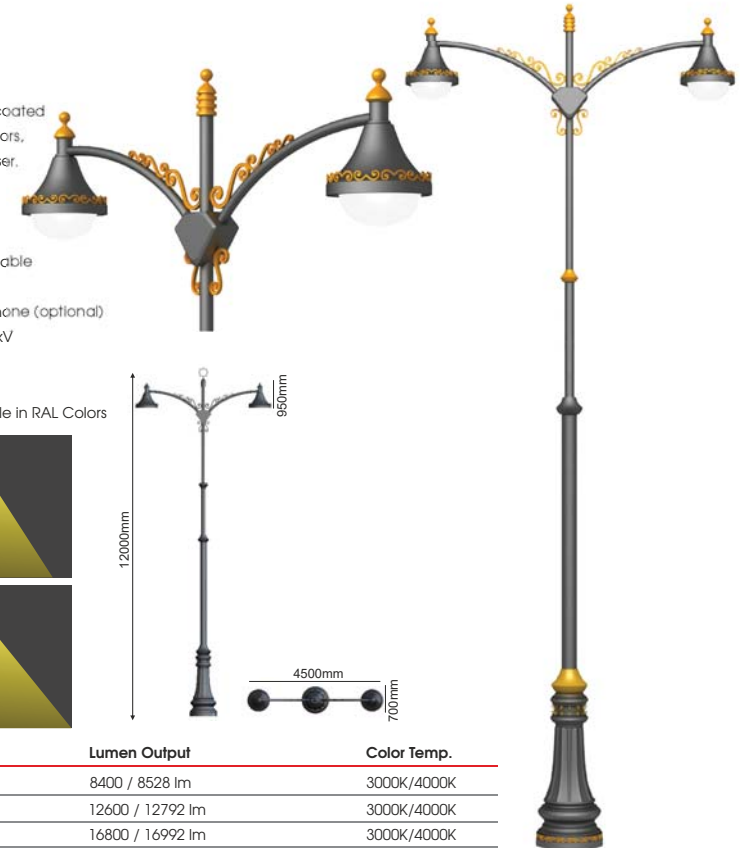 coated
ors,
ser.
able
hone (optional)
kV
le in RAL Colors
950mm
12000mm
4500mm
700mm
Lumen Output Color Temp.
8400 / 8528 lm 3000K/4000K
12600 / 12792 lm 3000K/4000K
16800 / 16992 lm 3000K/4000K